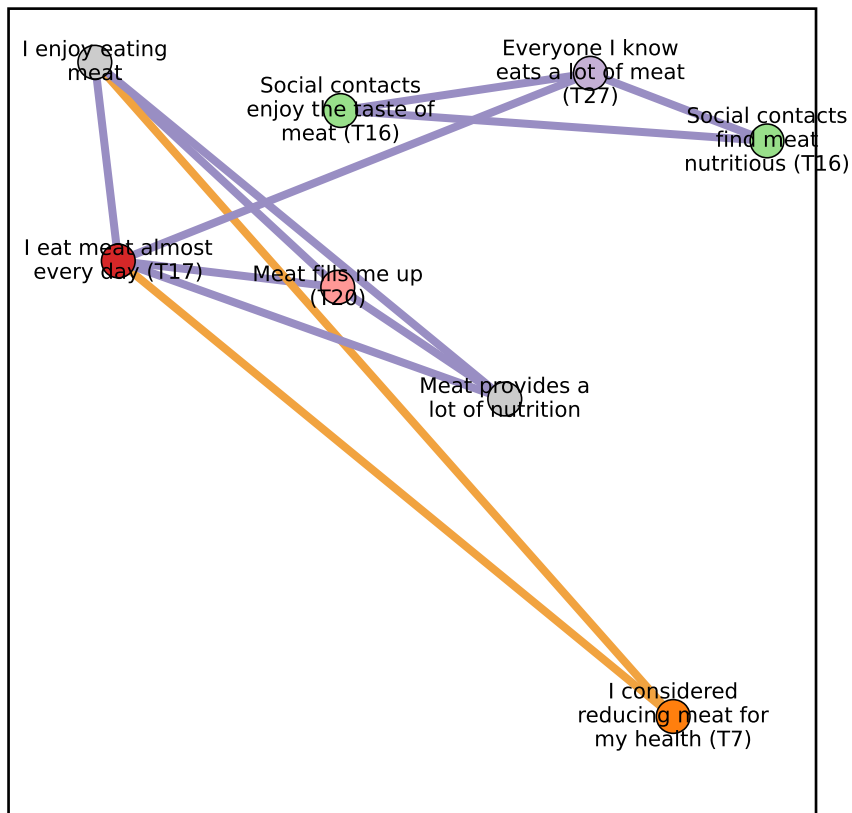 I enjoy eating
meat
Everyone I know
eats a lot of meat
(T27)
Social contacts
enjoy the taste of
meat (T16)
Social contacts
find meat
nutritious (T16)
I eat meat almost
every day (T17)
Meat fills me up
(T20)
Meat provides a
lot of nutrition
I considered
reducing meat for
my health (T7)